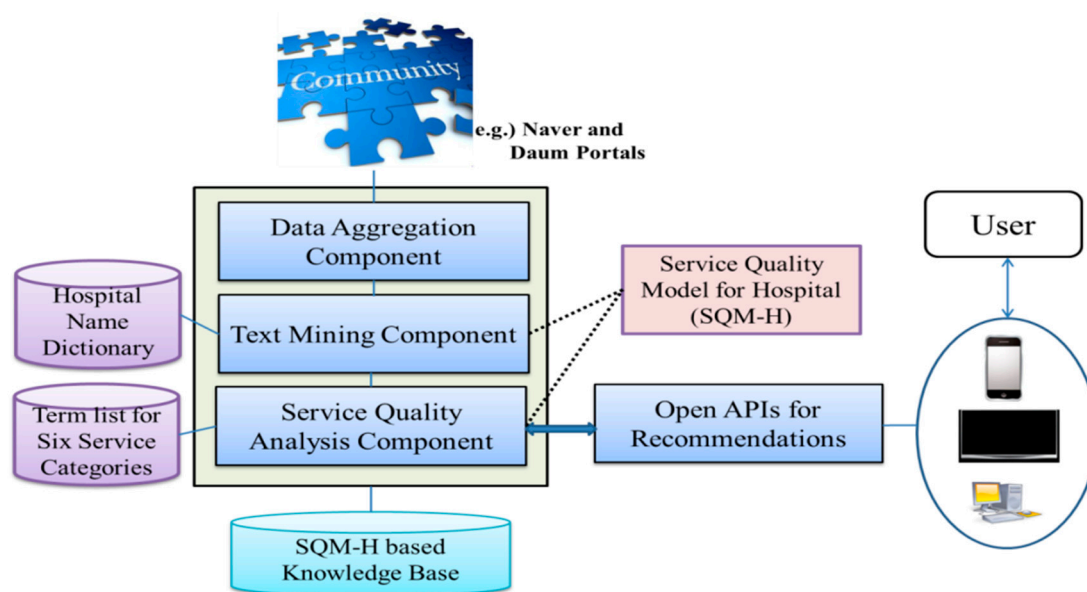 Community
e.g.) Naver and
Daum Portals
Data Aggregation
Component
User
Service Quality
Model for Hospital
(SQM-H)
Hospital
Name
Dictionary
Text Mining Component
Term list for
Six Service
Categories
Service Quality
Analysis Component
Open APIs for
Recommendations
SQM-H based
Knowledge Base